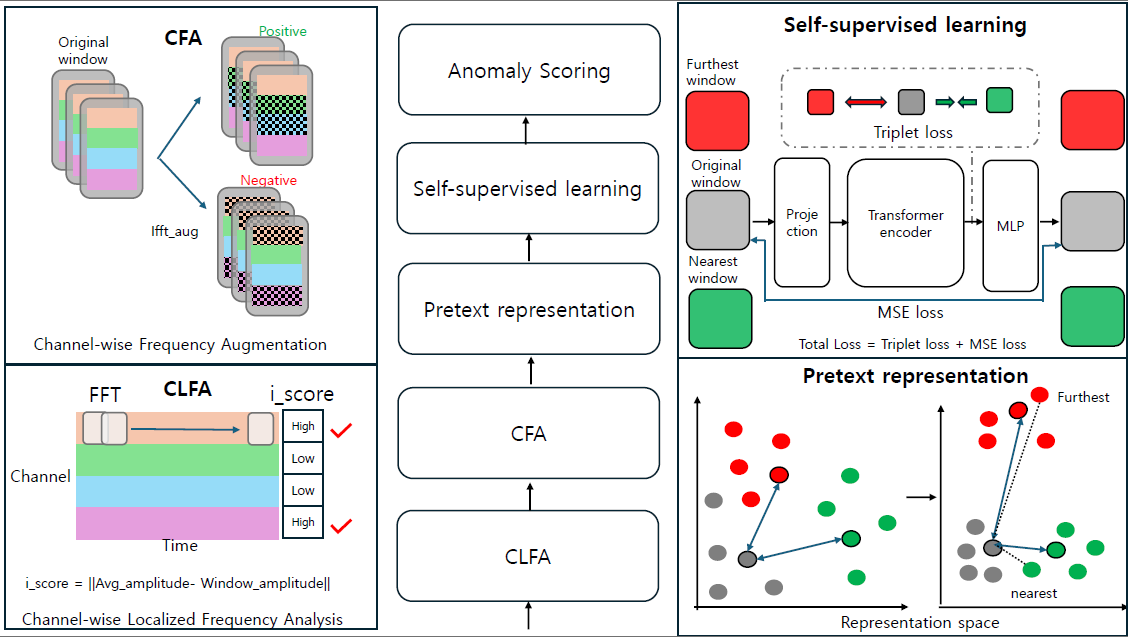 CFA
Positive
Original
window
Negative
Ifft_aug
Channel-wise Frequency Augmentation
CLFA
FFT
i_score
High
Low
Channel
Low
High
Time
i_score = ||Avg_amplitude- Window_amplitude||
Channel-wise Localized Frequency Analysis
Anomaly Scoring
Self-supervised learning
Pretext representation
CFA
CLFA
Self-supervised learning
Furthest
window
Triplet loss
Original
window
Proje
ction
Transformer
encoder
MLP
Nearest
window
MSE loss
Total Loss = Triplet loss + MSE loss
Pretext representation
Furthest
nearest
Representation space